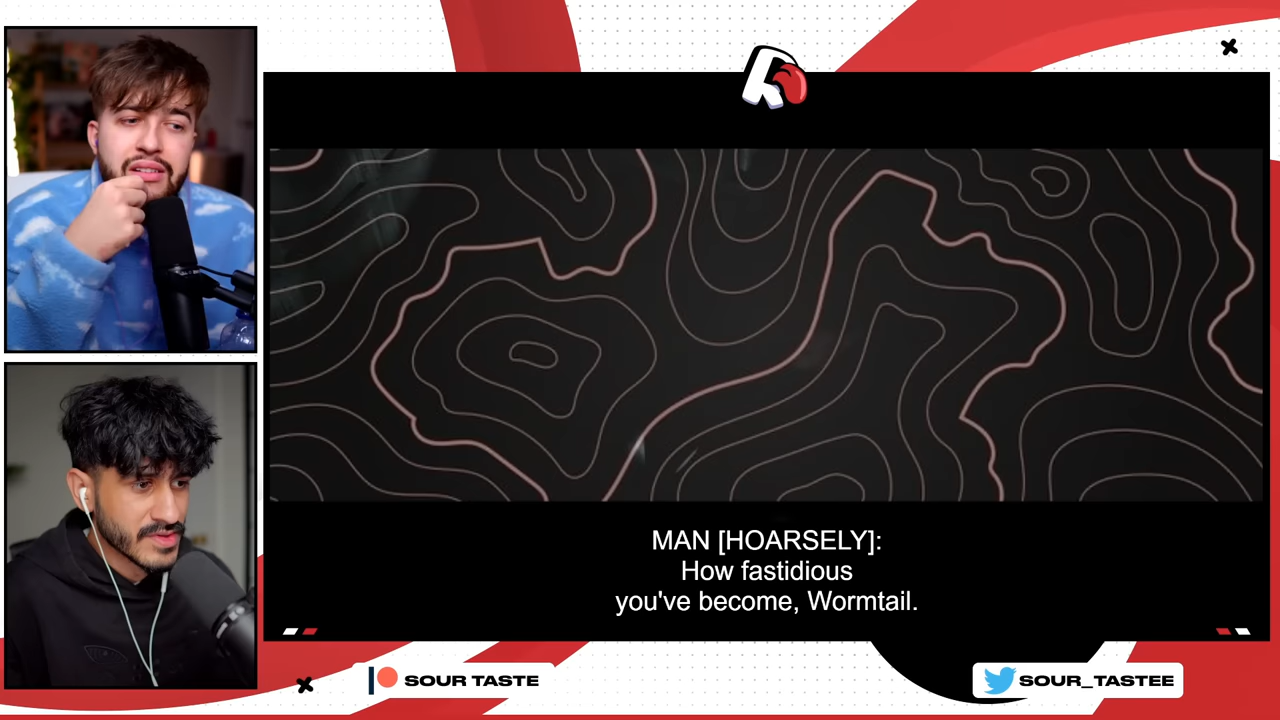 MAN [HOARSELY]:
How fastidious
you've become, Wormtail.
SOUR TASTE
SOUR_TASTEE